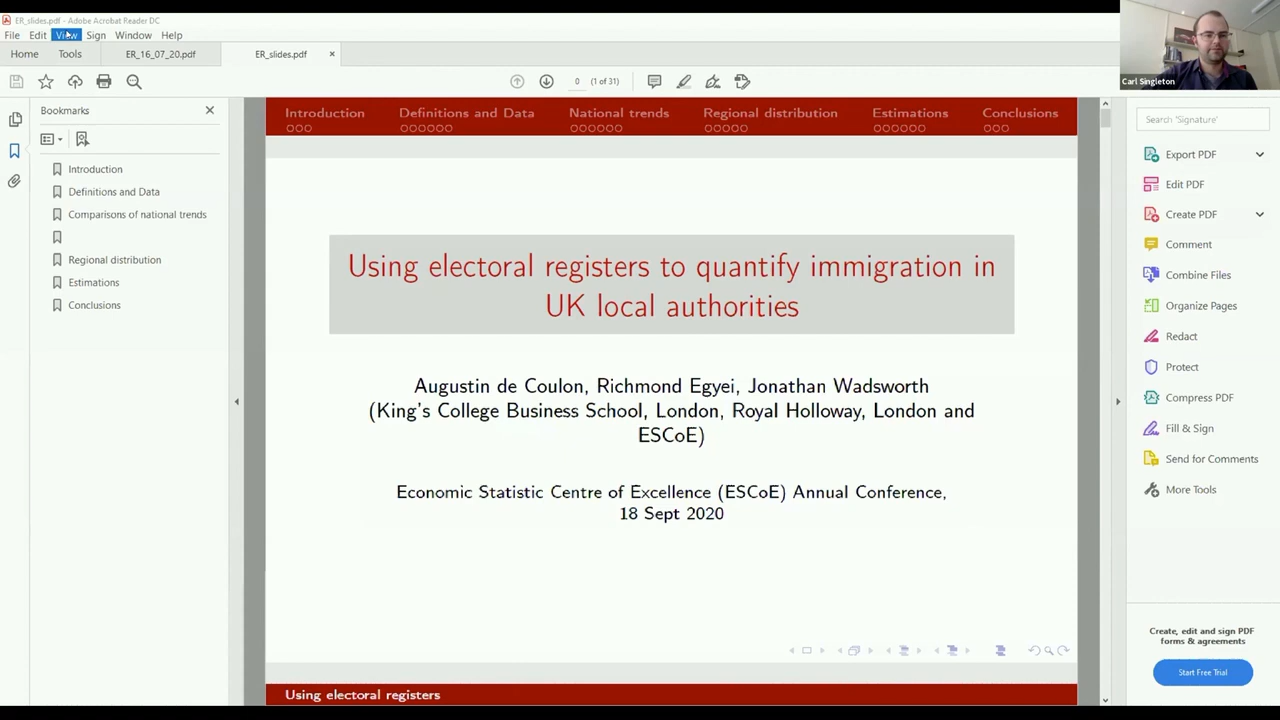 ER_slides.pdf - Adobe Acrobat Reader DC
File Edit View Sign Window Help
Home Tools ER_16_07_20.pdf ER_slides.pdf ×
0 (1 of 31)
Carl Singleton
Bookmarks ×
Introduction
Definitions and Data
Comparisons of national trends
Regional distribution
Estimations
Conclusions
Introduction Definitions and Data National trends Regional distribution Estimations Conclusions
Using electoral registers to quantify immigration in
UK local authorities
Augustin de Coulon, Richmond Egyei, Jonathan Wadsworth
(King's College Business School, London, Royal Holloway, London and
ESCoE)
Economic Statistic Centre of Excellence (ESCoE) Annual Conference,
18 Sept 2020
Using electoral registers
Search 'Signature'
Export PDF
Edit PDF
Create PDF
Comment
Combine Files
Organize Pages
Redact
Protect
Compress PDF
Fill & Sign
Send for Comments
More Tools
Create, edit and sign PDF
forms & agreements
Start Free Trial